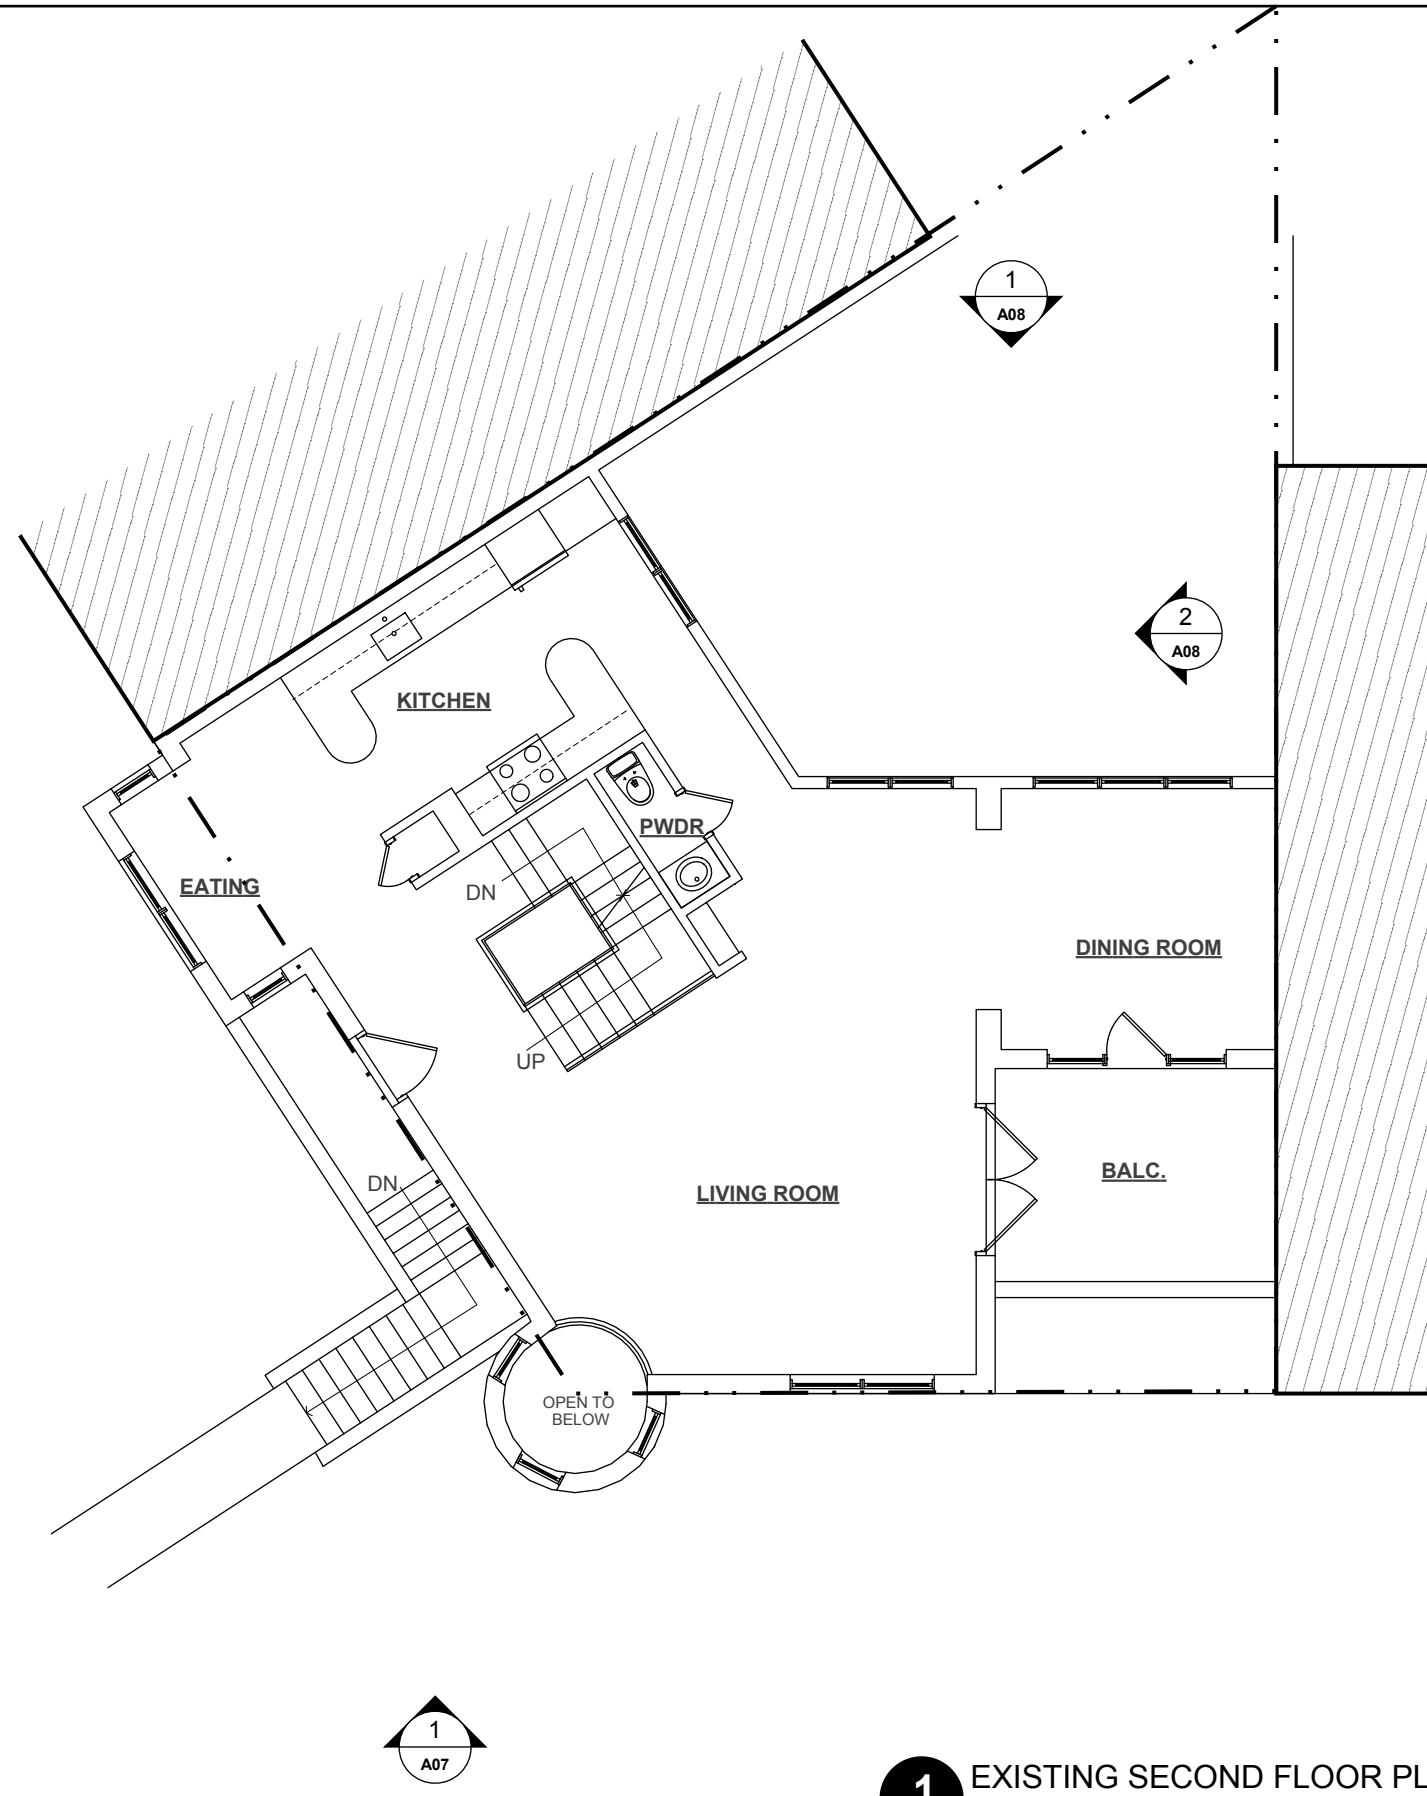 1
A08
2
A08
KITCHEN
PWDR
EATING
DN
DINING ROOM
UP
BALC.
DN
LIVING ROOM
OPEN TO
BELOW
1
A07
1
EXISTING SECOND FLOOR PL